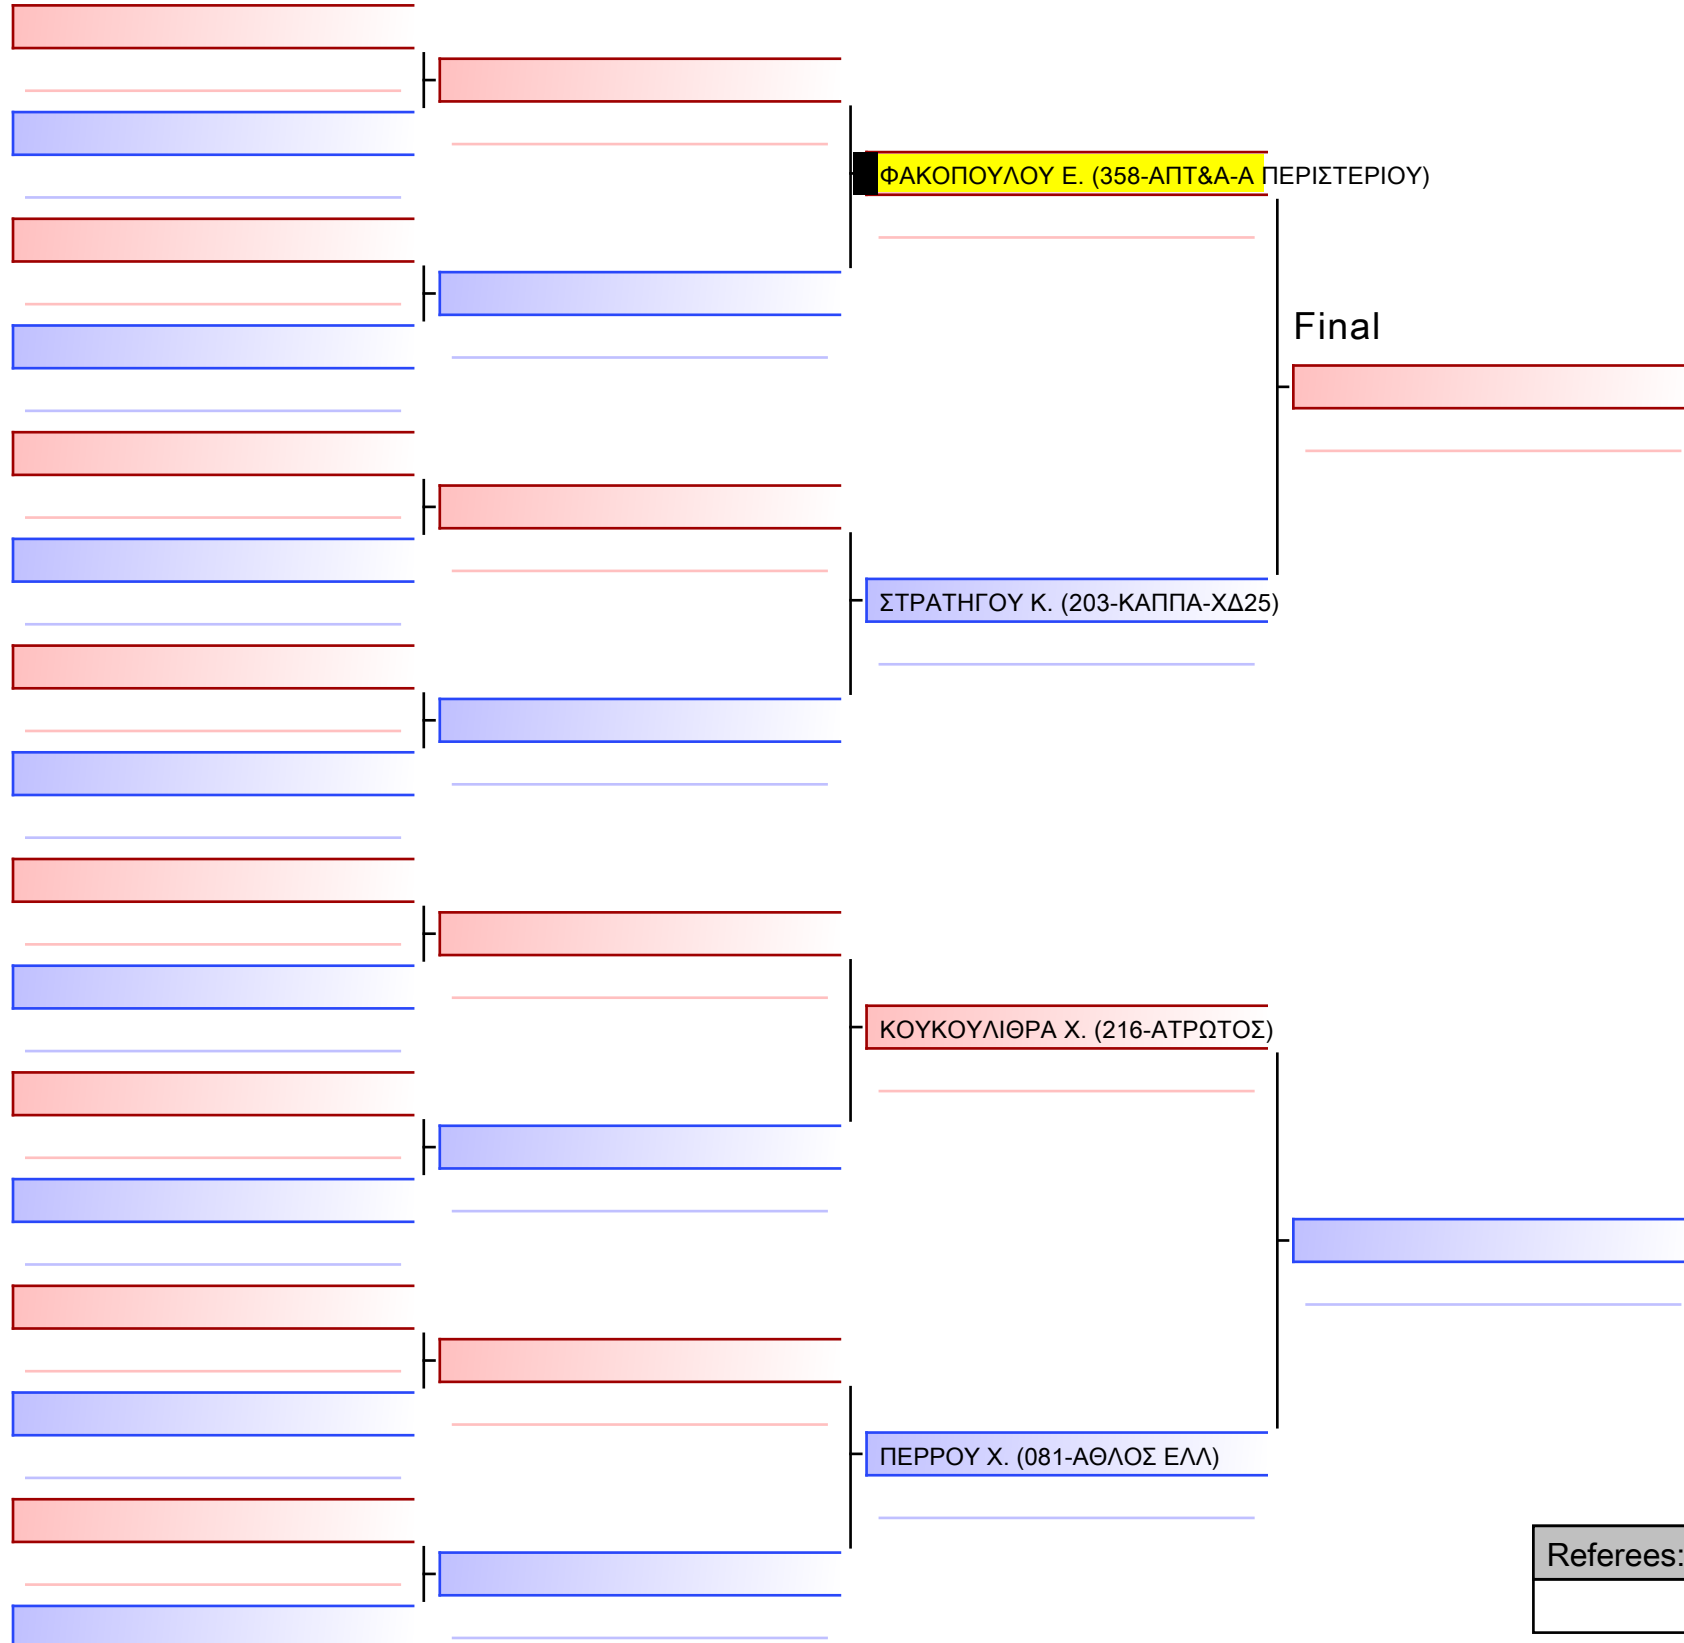 ΦΑΚΟΠΟΥΛΟΥ Ε. (358-ΑΠΤ&Α-Α ΠΕΡΙΣΤΕΡΙΟΥ)
Final
ΣΤΡΑΤΗΓΟΥ Κ. (203-ΚΑΠΠΑ-ΧΔ25)
ΚΟΥΚΟΥΛΙΘΡΑ Χ. (216-ΑΤΡΩΤΟΣ)
ΠΕΡΡΟΥ Χ. (081-ΑΘΛΟΣ ΕΛΛ)
Referees: